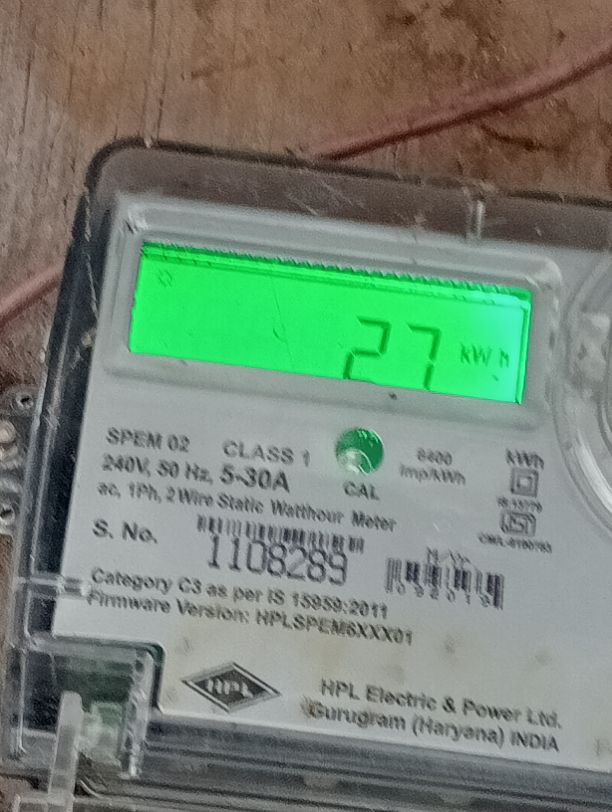 27 kWh
SPEM 02 CLASS 1
240V, 50 Hz, 5-30A
ac, 1Ph, 2 Wire Static Watthour Meter
CAL
6400
imp/kWh
kWh
S. No.
1108289
M/Yr.
092019
Category C3 as per IS 15959:2011
Firmware Version: HPLSPEM6XXX01
HPL
HPL Electric & Power Ltd.
Gurugram (Haryana) INDIA